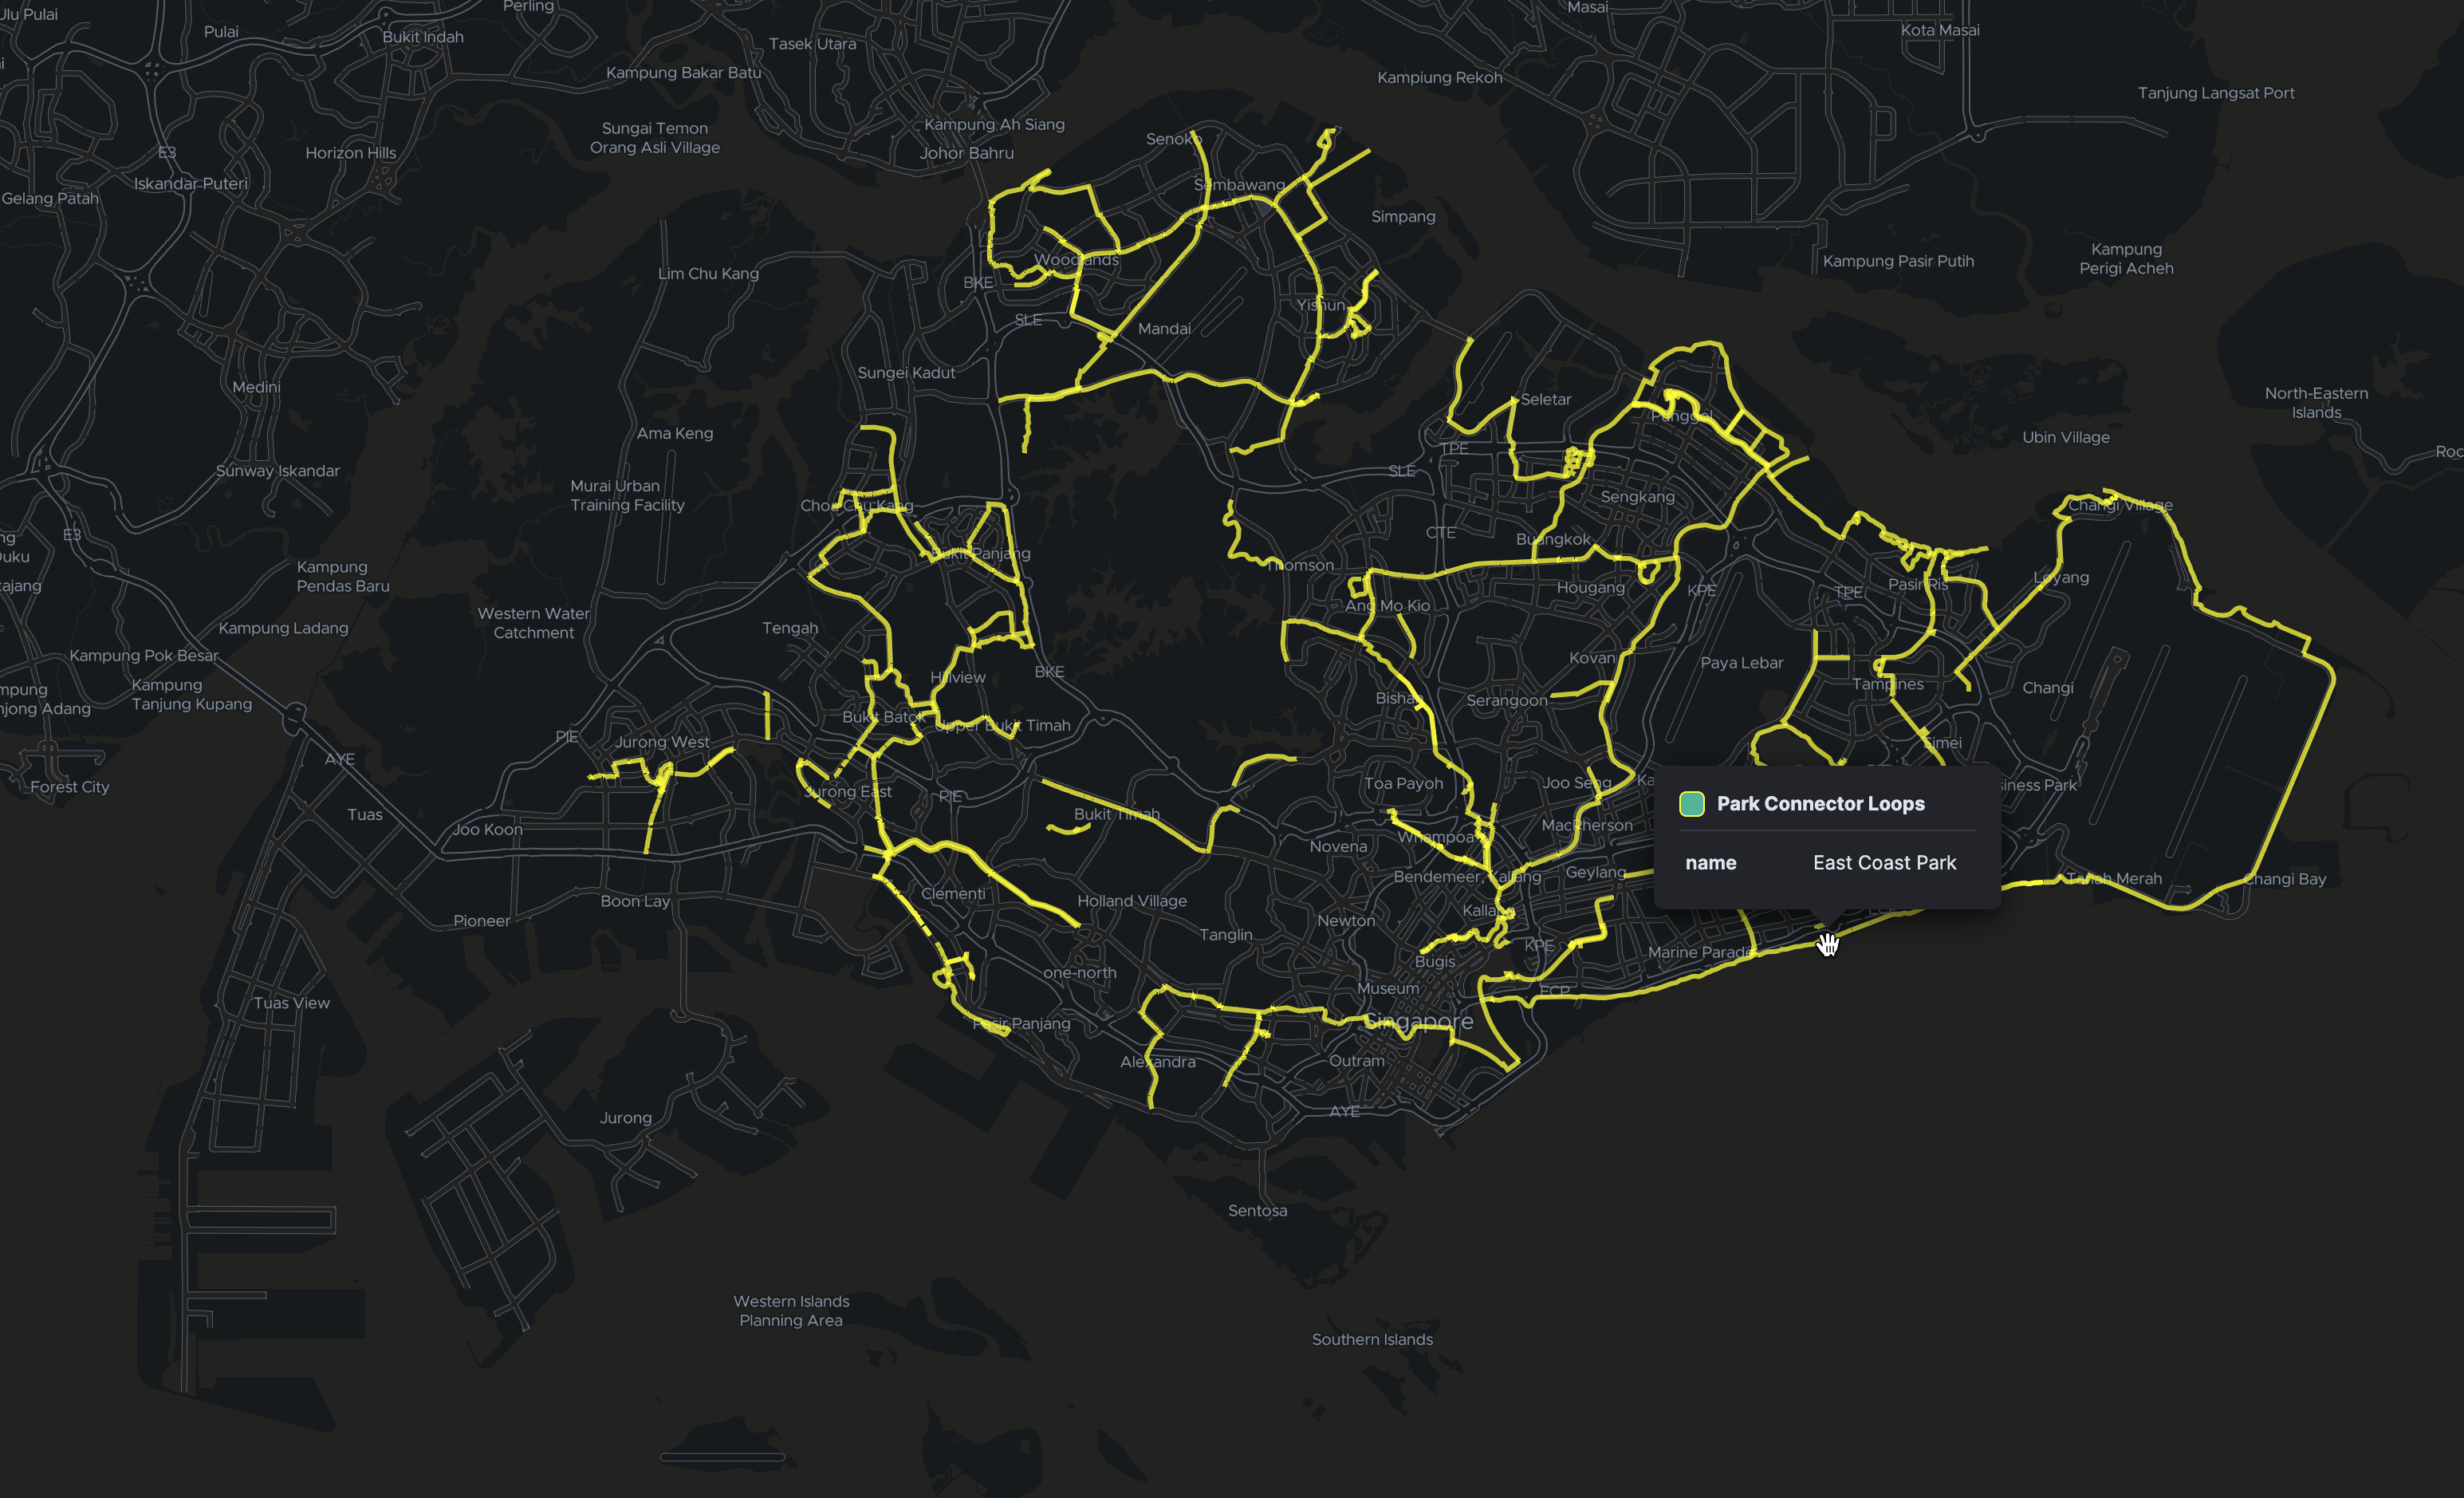 Ulu Pulai
Perling
Masai
Pulai
Bukit Indah
Tasek Utara
Kota Masai
Kampung Bakar Batu
Kampiung Rekoh
Tanjung Langsat Port
Sungai Temon
Orang Asli Village
Kampung Ah Siang
Senoko
E3
Horizon Hills
Johor Bahru
Iskandar Puteri
Sembawang
Gelang Patah
Simpang
Woodlands
Kampung
Perigi Acheh
Kampung Pasir Putih
Lim Chu Kang
BKE
Yishun
SLE
Mandai
Sungei Kadut
Medini
Seletar
North-Eastern
Islands
Punggol
Ama Keng
Ubin Village
TPE
SLE
Sunway Iskandar
Murai Urban
Training Facility
Sengkang
Choa Chu Kang
Changi Village
E3
CTE
Buangkok
Bukit Panjang
Kampung
Pendas Baru
Thomson
Loyang
Hougang
Pasir Ris
KPE
TPE
Ang Mo Kio
Western Water
Catchment
Kampung Ladang
Tengah
Kampung Pok Besar
Kovan
Paya Lebar
BKE
Hillview
Kampung
Tanjung Kupang
Tampines
Changi
Bishan
Serangoon
Bukit Batok
Upper Bukit Timah
PIE
Jurong West
Simei
AYE
Forest City
Jurong East
PIE
Toa Payoh
Joo Seng
siness Park
Tuas
Bukit Timah
Joo Koon
MacPherson
Whampoa
Novena
Park Connector Loops
name
East Coast Park
Bendemeer
Kallang
Geylang
Tanah Merah
Changi Bay
Clementi
Holland Village
Boon Lay
Pioneer
Newton
Kallang
Tanglin
KPE
Marine Parade
Bugis
one-north
Museum
ECP
Tuas View
Pasir Panjang
Singapore
Alexandra
Outram
AYE
Jurong
Sentosa
Western Islands
Planning Area
Southern Islands